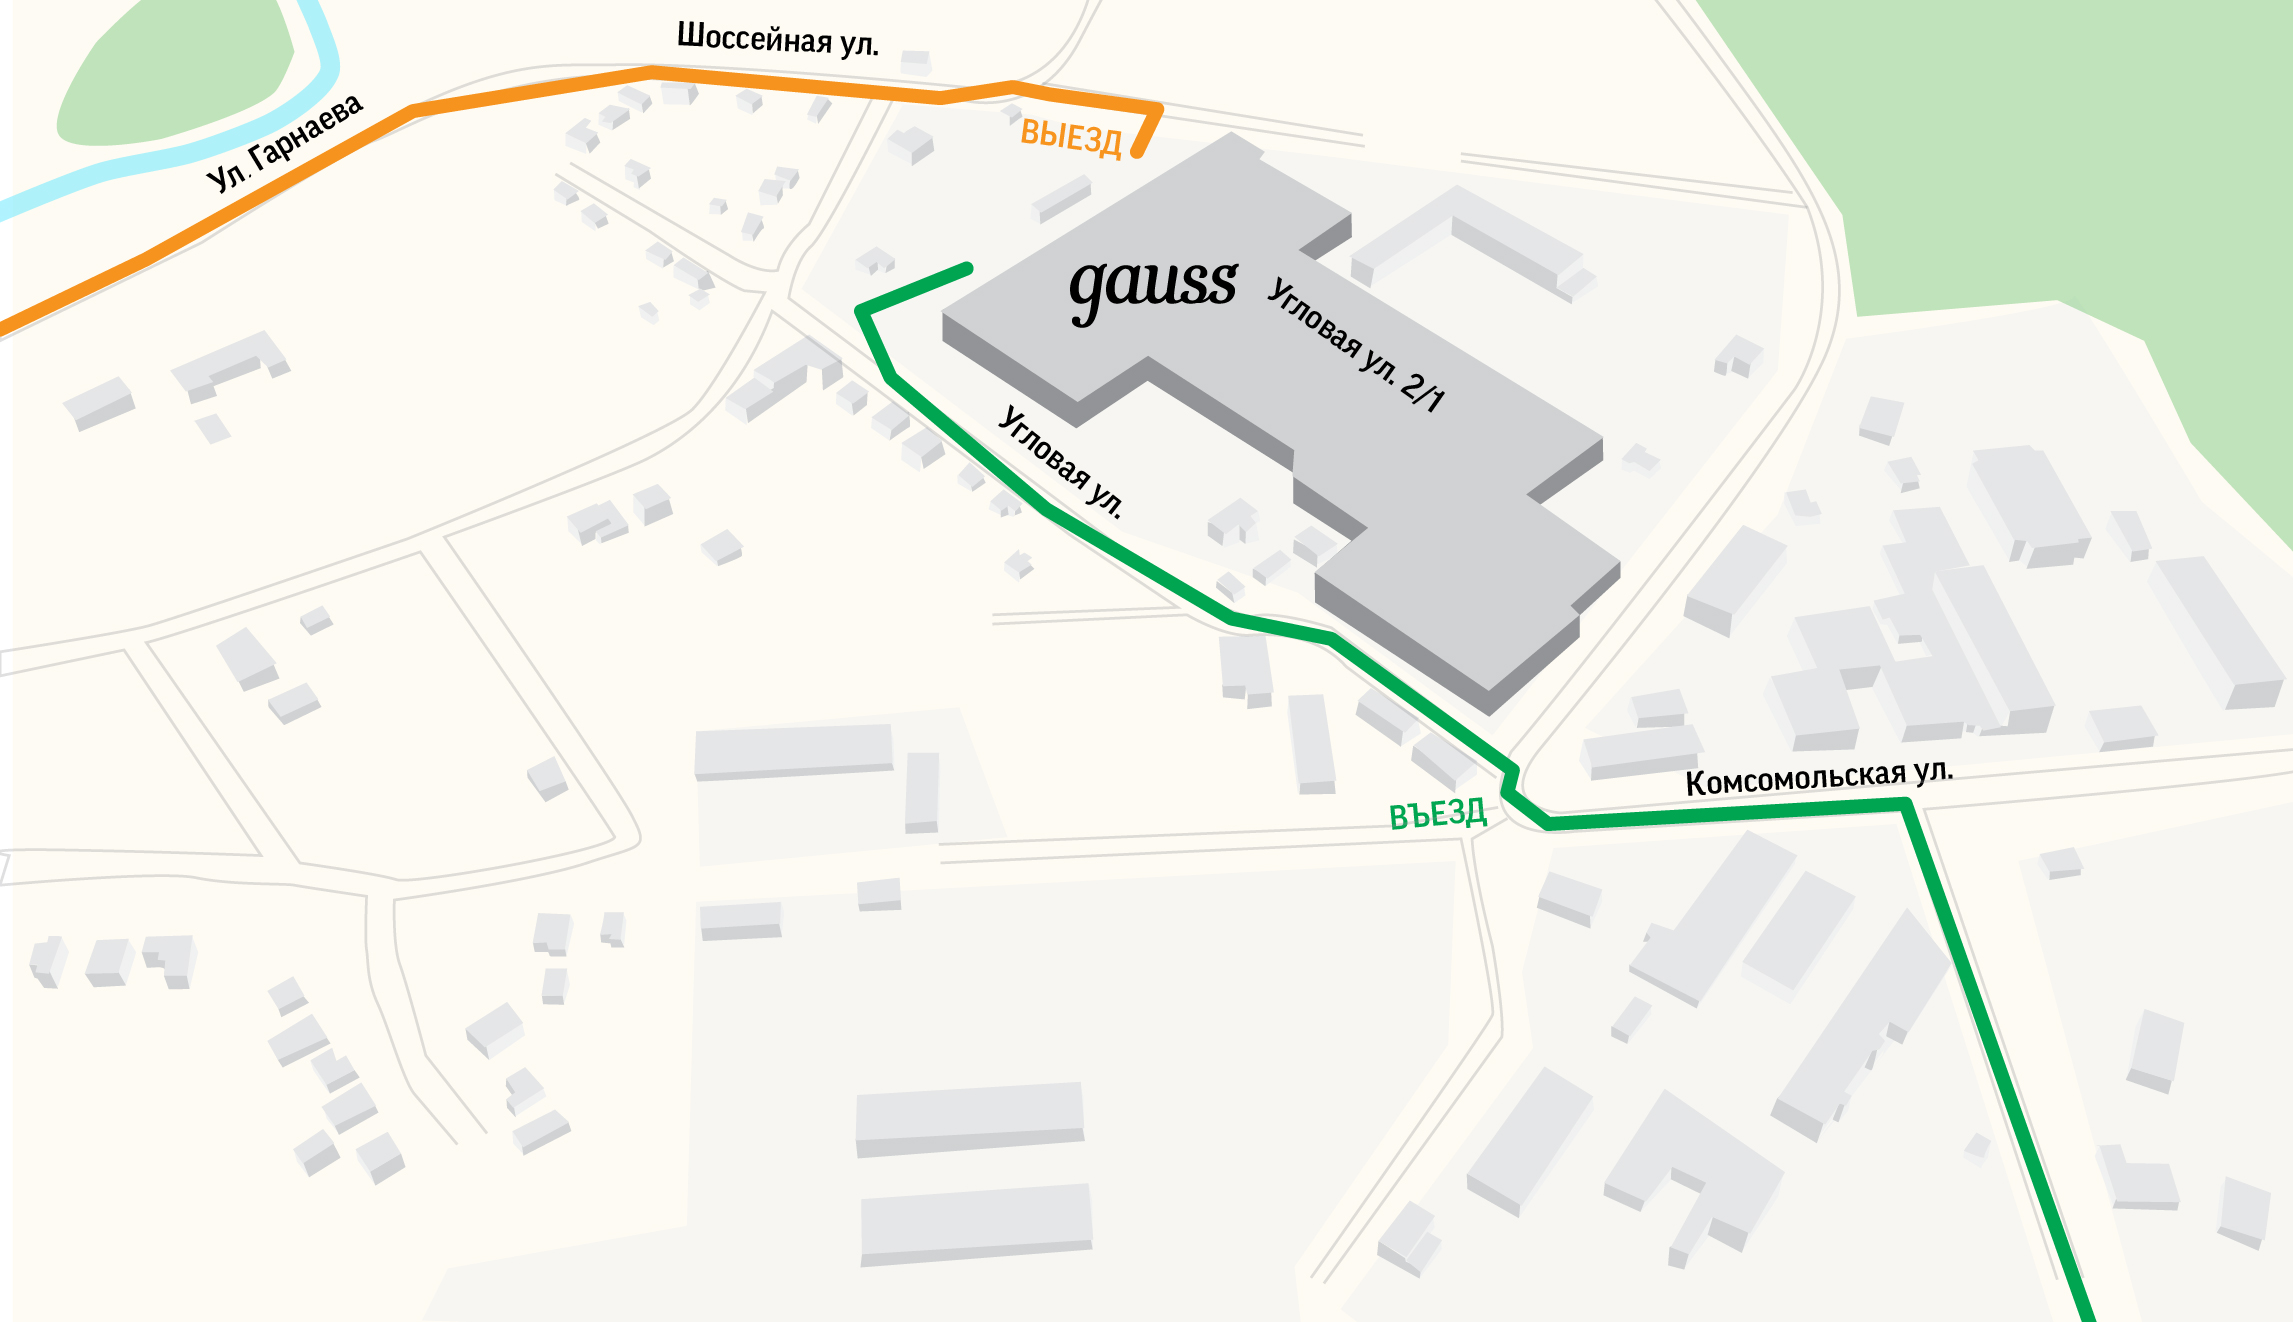 Шоссейная ул.
Ул. Гарнаева
ВЫЕЗД
gauss
Угловая ул. 2/1
Угловая ул.
Комсомольская ул.
ВЪЕЗД